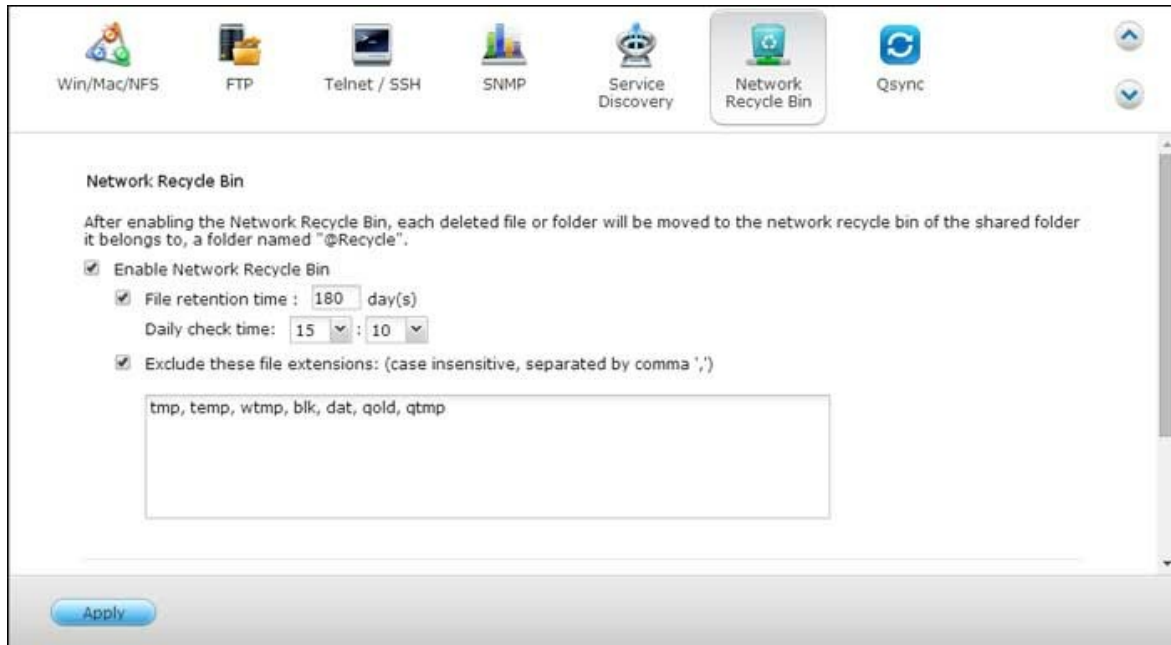 Win/Mac/NFS
FTP
Telnet / SSH
SNMP
Service
Discovery
Network
Recycle Bin
Qsync
Network Recycle Bin
After enabling the Network Recycle Bin, each deleted file or folder will be moved to the network recycle bin of the shared folder
it belongs to, a folder named "@Recycle".
Enable Network Recycle Bin
File retention time : 180 day(s)
Daily check time: 15 : 10
Exclude these file extensions: (case insensitive, separated by comma ',')
tmp, temp, wtmp, blk, dat, qold, qtmp
Apply